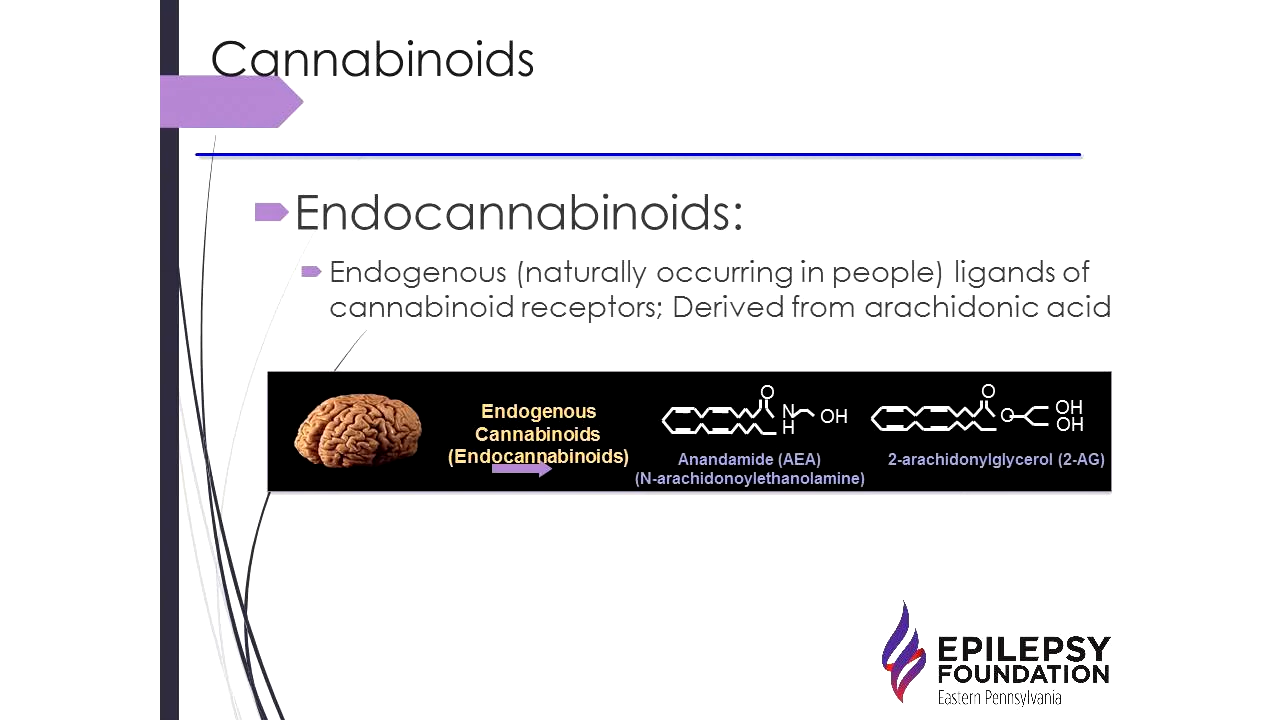 Cannabinoids
Endocannabinoids:
Endogenous (naturally occurring in people) ligands of
cannabinoid receptors; Derived from arachidonic acid
Endogenous
Cannabinoids
(Endocannabinoids)
O
N
H
OH
Anandamide (AEA)
(N-arachidonoylethanolamine)
O
O
OH
OH
2-arachidonylglycerol (2-AG)
EPILEPSY
FOUNDATION
Eastern Pennsylvania